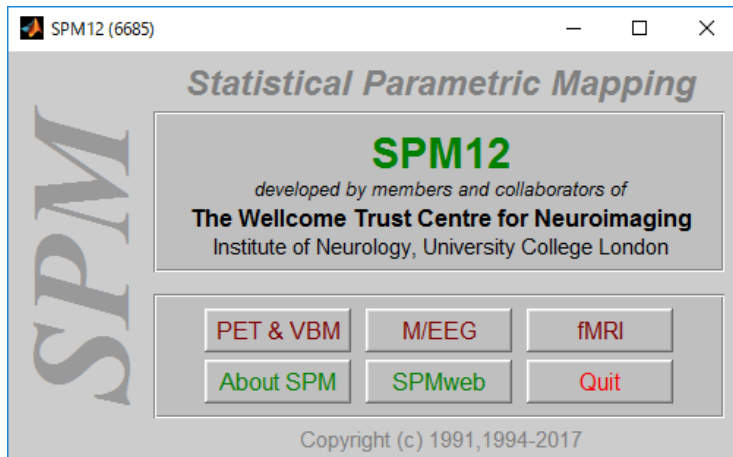 SPM12 (6685)
Statistical Parametric Mapping
SPM
SPM12
developed by members and collaborators of
The Wellcome Trust Centre for Neuroimaging
Institute of Neurology, University College London
PET & VBM
M/EEG
fMRI
About SPM
SPMweb
Quit
Copyright (c) 1991,1994-2017